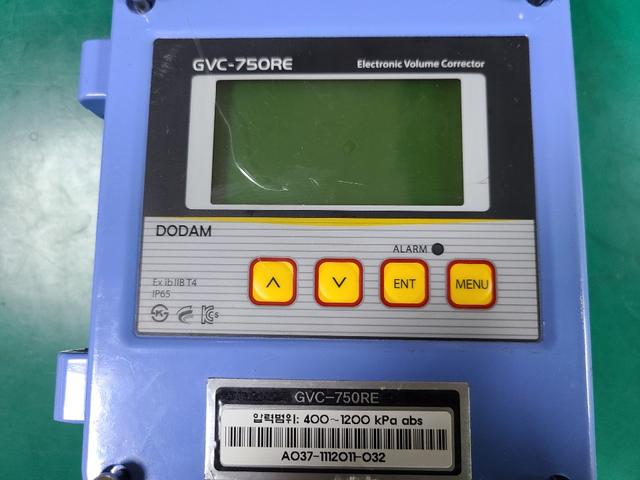 GVC-750RE
Electronic Volume Corrector
DODAM
ALARM
Ex ib IIB T4
IP65
ENT
MENU
GVC-750RE
압력범위: 400~1200 kPa abs
A037-1112011-032